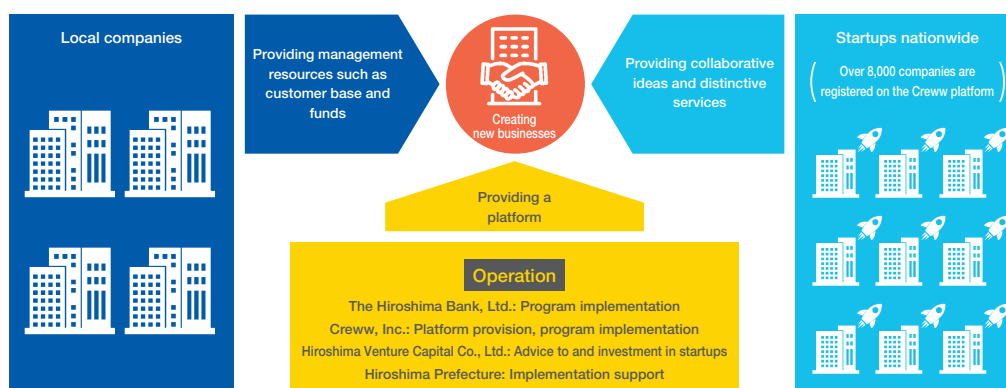 Local companies
Providing management
resources such as
customer base and
funds
Creating
new businesses
Providing collaborative
ideas and distinctive
services
Startups nationwide
(Over 8,000 companies are
registered on the Creww platform)
Providing a
platform
Operation
The Hiroshima Bank, Ltd.: Program implementation
Creww, Inc.: Platform provision, program implementation
Hiroshima Venture Capital Co., Ltd.: Advice to and investment in startups
Hiroshima Prefecture: Implementation support